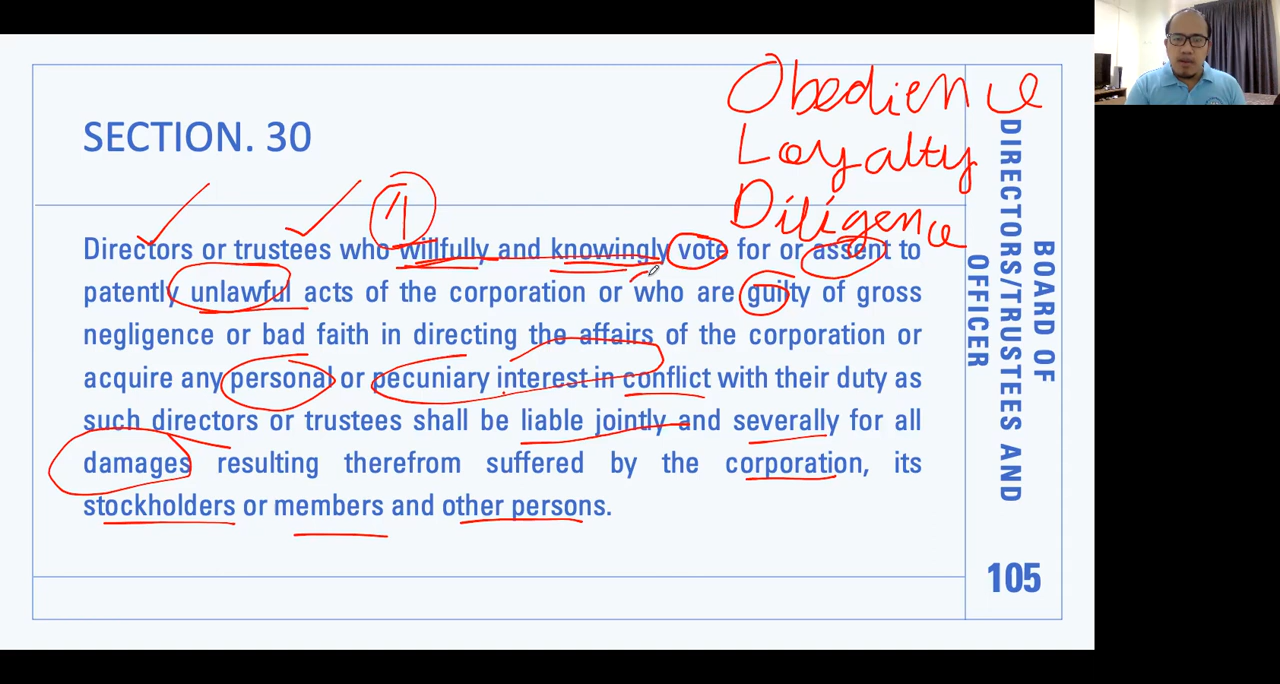 Obedience
Loyalty
Diligence
SECTION. 30
1
Directors or trustees who willfully and knowingly vote for or assent to
patently unlawful acts of the corporation or who are guilty of gross
negligence or bad faith in directing the affairs of the corporation or
acquire any personal or pecuniary interest in conflict with their duty as
such directors or trustees shall be liable jointly and severally for all
damages resulting therefrom suffered by the corporation, its
stockholders or members and other persons.
BOARD OF
DIRECTORS/TRUSTEES AND
OFFICER
105